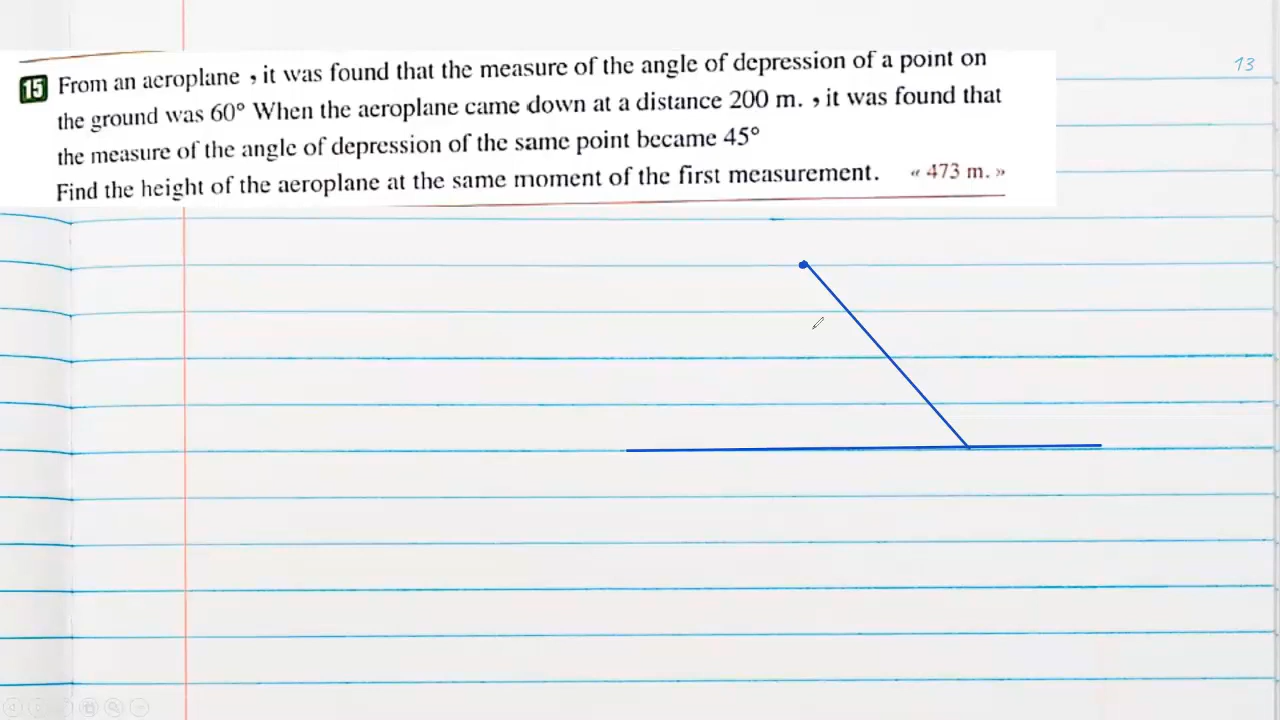 15 From an aeroplane , it was found that the measure of the angle of depression of a point on
the ground was 60° When the aeroplane came down at a distance 200 m. , it was found that
the measure of the angle of depression of the same point became 45°
Find the height of the aeroplane at the same moment of the first measurement. « 473 m. »
13